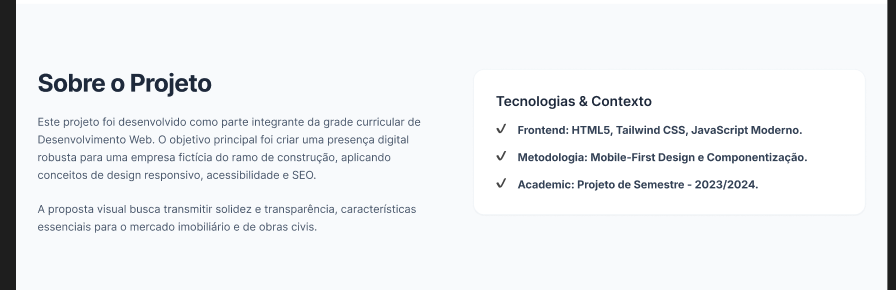 Sobre o Projeto
Este projeto foi desenvolvido como parte integrante da grade curricular de
Desenvolvimento Web. O objetivo principal foi criar uma presença digital
robusta para uma empresa fictícia do ramo de construção, aplicando
conceitos de design responsivo, acessibilidade e SEO.
A proposta visual busca transmitir solidez e transparência, características
essenciais para o mercado imobiliário e de obras civis.
Tecnologias & Contexto
✓ Frontend: HTML5, Tailwind CSS, JavaScript Moderno.
✓ Metodologia: Mobile-First Design e Componentização.
✓ Academic: Projeto de Semestre - 2023/2024.